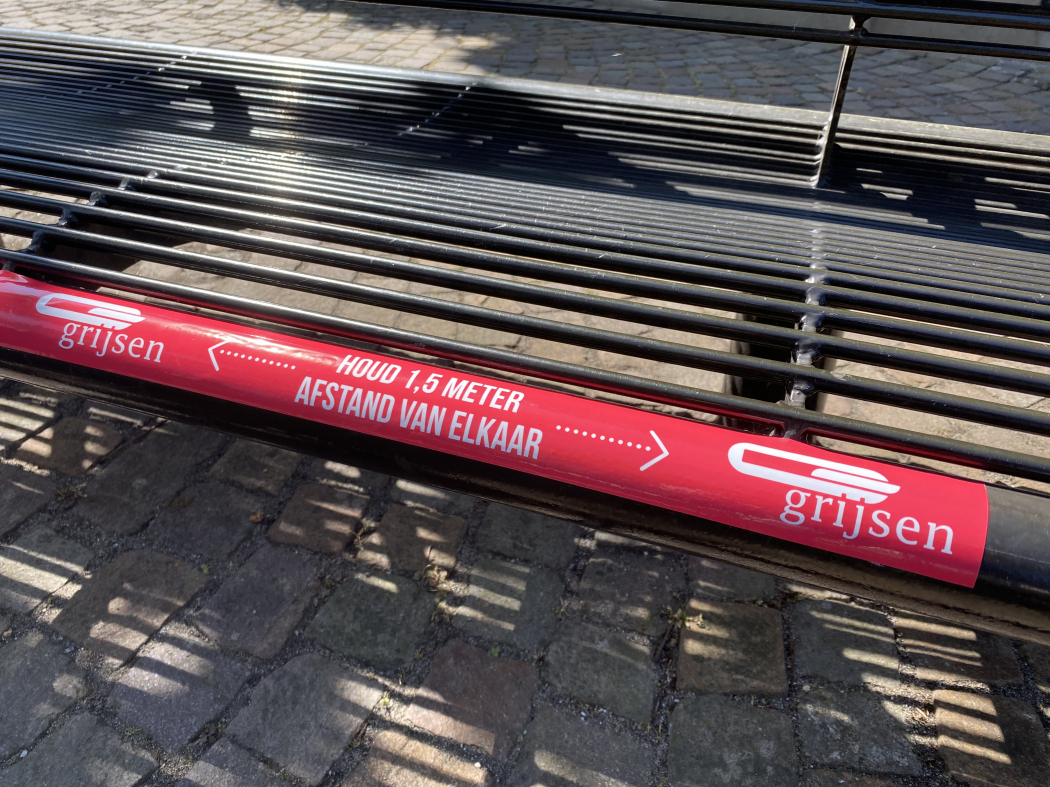 grijsen
HOUD 1,5 METER
AFSTAND VAN ELKAAR
grijsen